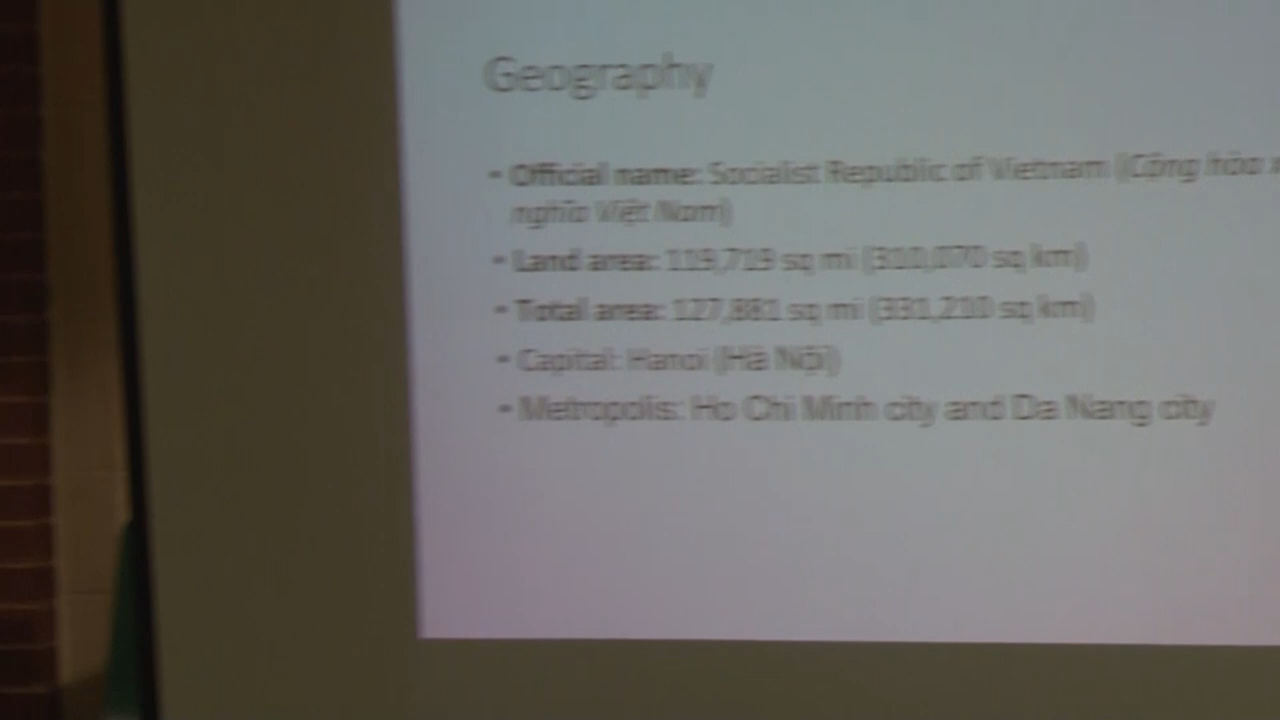 Geography
• Official name: Socialist Republic of Vietnam (Cộng hòa
nghĩa Việt Nam)
• Land area: 119,719 sq mi (310,070 sq km)
• Total area: 127,881 sq mi (331,210 sq km)
• Capital: Hanoi (Hà Nội)
• Metropolis: Ho Chi Minh city and Da Nang city